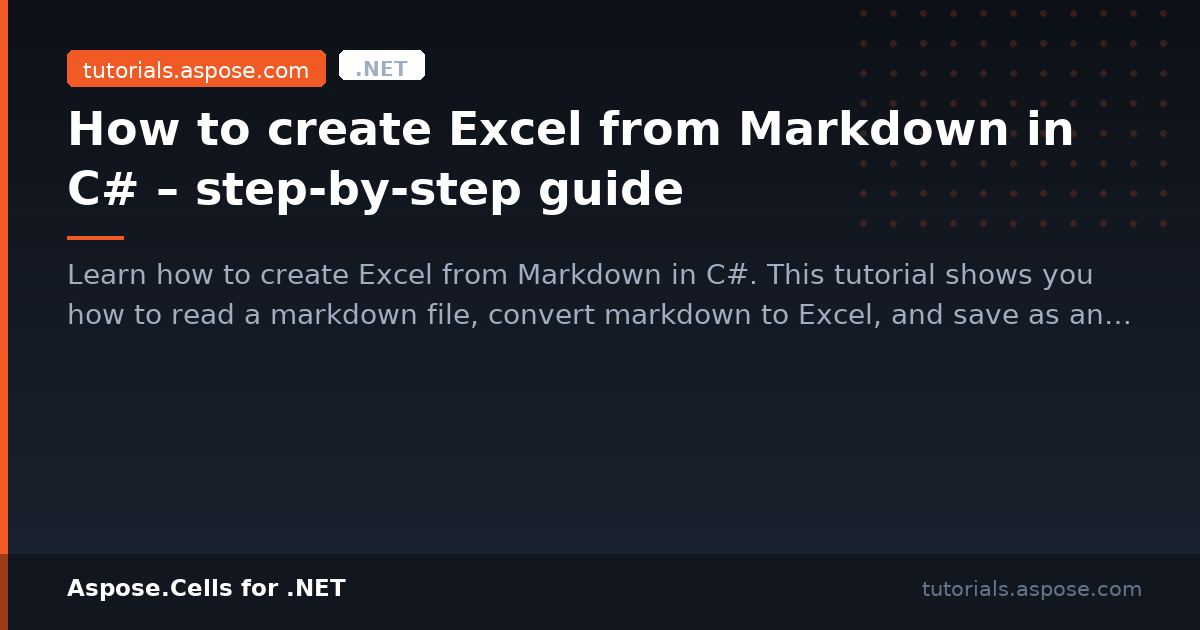 tutorials.aspose.com
.NET
How to create Excel from Markdown in
C# – step-by-step guide
Learn how to create Excel from Markdown in C#. This tutorial shows you
how to read a markdown file, convert markdown to Excel, and save as an...
Aspose.Cells for .NET
tutorials.aspose.com